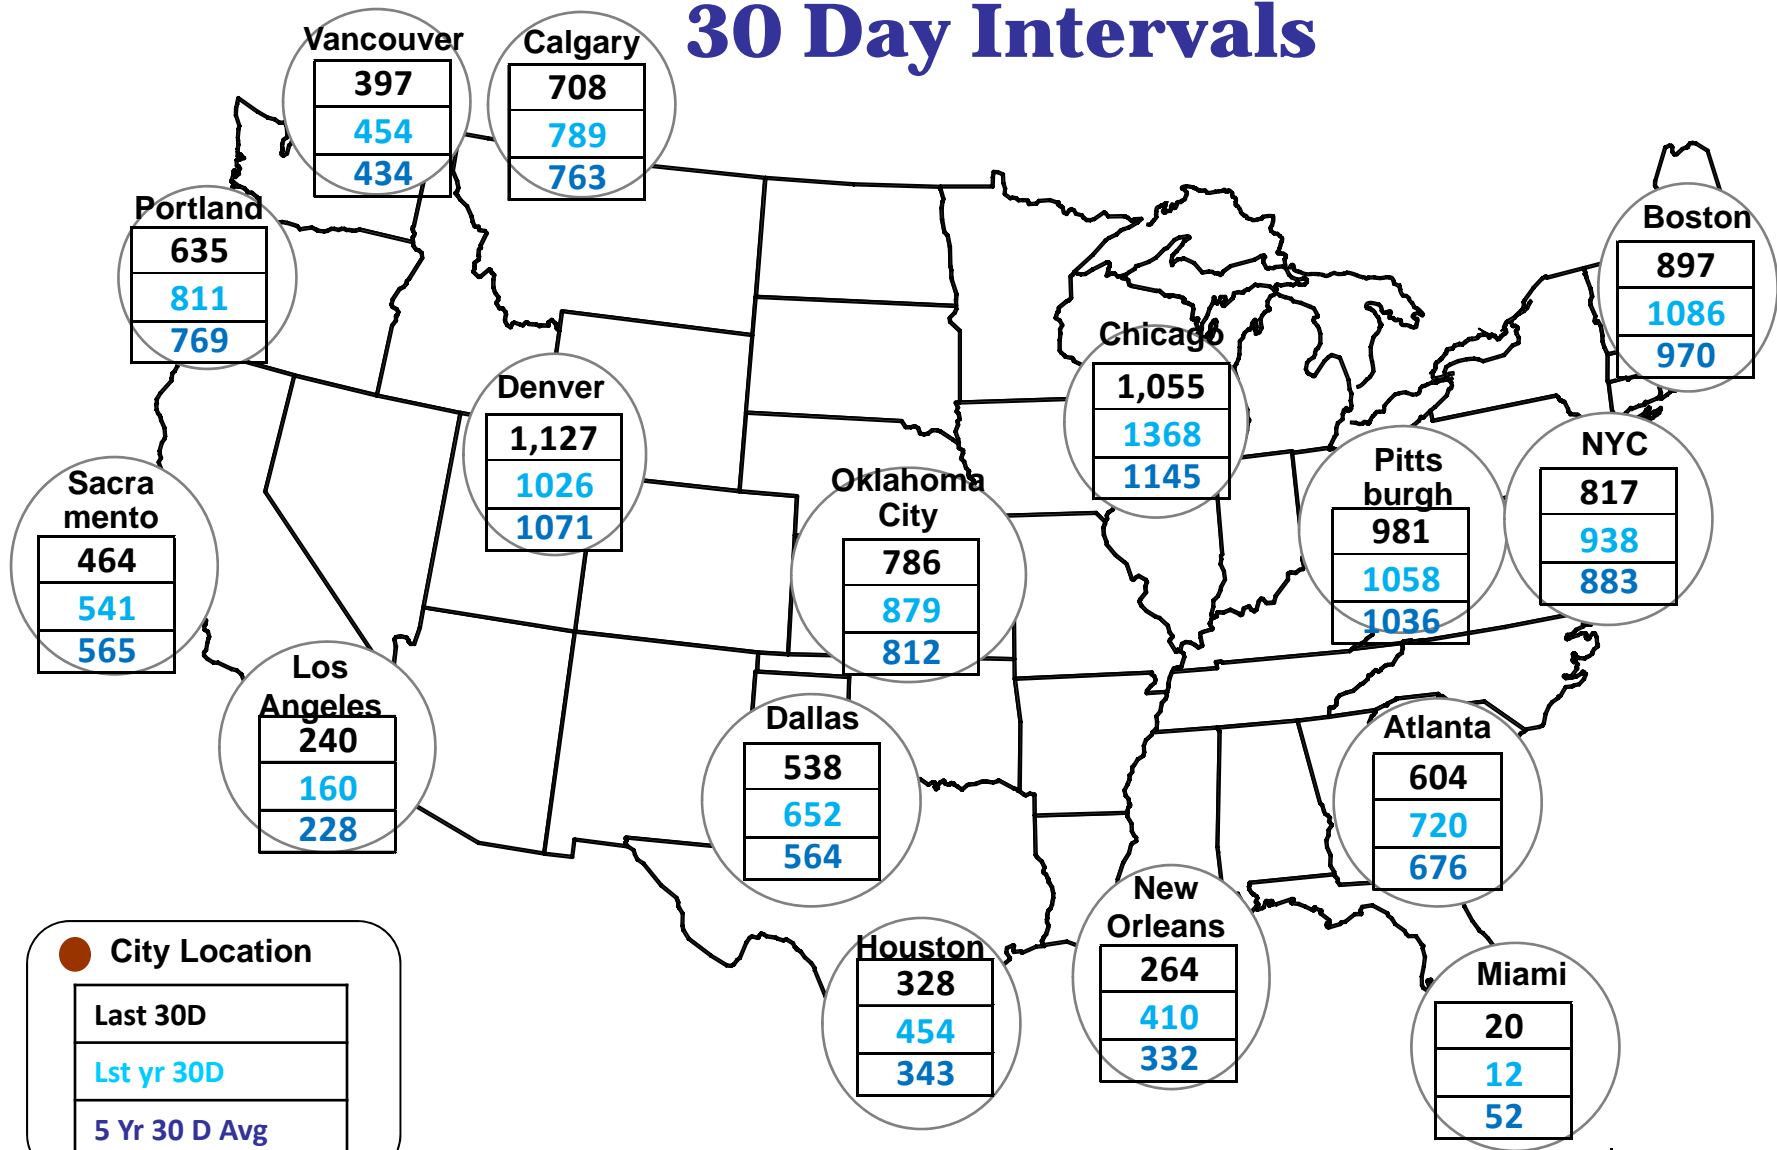 30 Day Intervals
Vancouver
397
454
434
Calgary
708
789
763
Portland
635
811
769
Boston
897
1086
970
Chicago
1,055
1368
1145
Denver
1,127
1026
1071
NYC
817
938
883
Pitts
burgh
981
1058
1036
Oklahoma
City
786
879
812
Sacra
mento
464
541
565
Los
Angeles
240
160
228
Dallas
538
652
564
Atlanta
604
720
676
New
Orleans
264
410
332
Houston
328
454
343
Miami
20
12
52
City Location
Last 30D
Lst yr 30D
5 Yr 30 D Avg